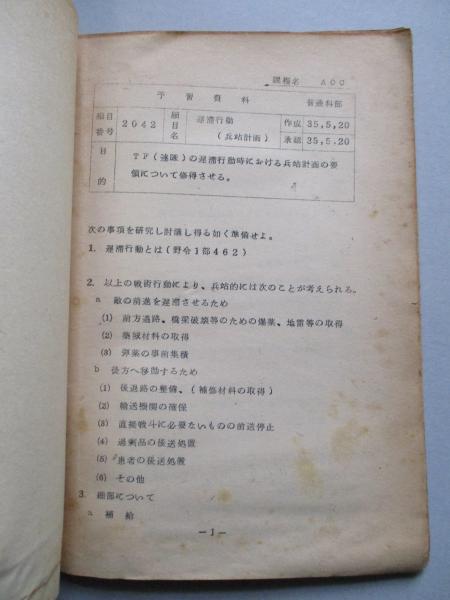 課程名 AOC
予習資料 普通科部
題目番号 2042 題目名 遅滞行動 (兵站計画) 作成 35,5,20 承認 35,5,20
目的 TF(連隊)の遅滞行動時における兵站計画の要
領について修得させる。
次の事項を研究し討議し得る如く準備せよ。
1. 遅滞行動とは(野令1部462)
2. 以上の戦術行動により、兵站的には次のことが考えられる。
a 敵の前進を遅滞させるため
(1) 前方道路、橋梁破壊等のための爆薬、地雷等の取得
(2) 築城材料の取得
(3) 弾薬の事前集積
b 後方へ移動するため
(1) 後退路の整備、(補修材料の取得)
(2) 輸送機関の確保
(3) 直接戦斗に必要ないものの前送停止
(4) 過剰品の後送処置
(5) 患者の後送処置
(6) その他
3. 細部について
a. 補給
—1—